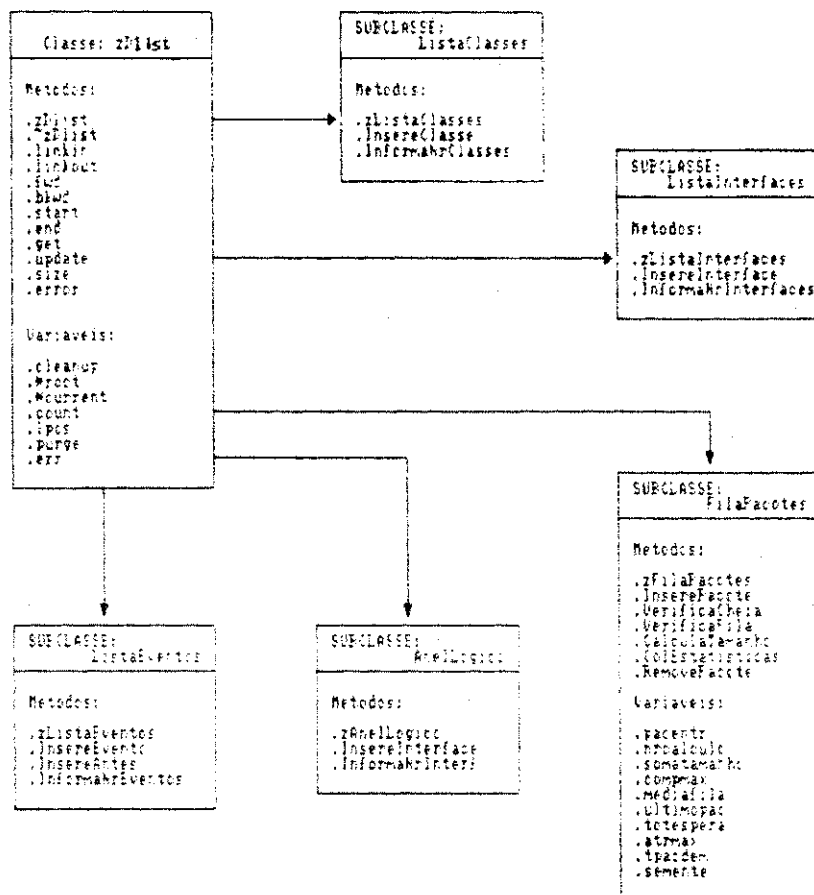 Classe: zDlist
Metodos:
.zDlist
.~zDlist
.linkin
.linkout
.fwd
.bkwd
.start
.end
.get
.update
.size
.error
Variaveis:
.cleanup
.*root
.*current
.count
.ipos
.purge
.err
SUBCLASSE:
ListaClasses
Metodos:
.zListaClasses
.InsereClasse
.InformaNrClasses
SUBCLASSE:
ListaInterfaces
Metodos:
.zListaInterfaces
.InsereInterface
.InformaNrInterfaces
SUBCLASSE:
ListaEventos
Metodos:
.zListaEventos
.InsereEvento
.InsereAntes
.InformaNrEventos
SUBCLASSE:
AnelLogico
Metodos:
.zAnelLogico
.InsereInterface
.InformaNrInterf
SUBCLASSE:
FilaPacotes
Metodos:
.zFilaPacotes
.InserePacote
.VerificaCheia
.VerificaFila
.CalculaTamanho
.ColEstatisticas
.RemovePacote
Variaveis:
.pacentr
.nrcalculo
.somatamanho
.compmax
.mediafila
.ultimopac
.totespera
.atrmax
.semente